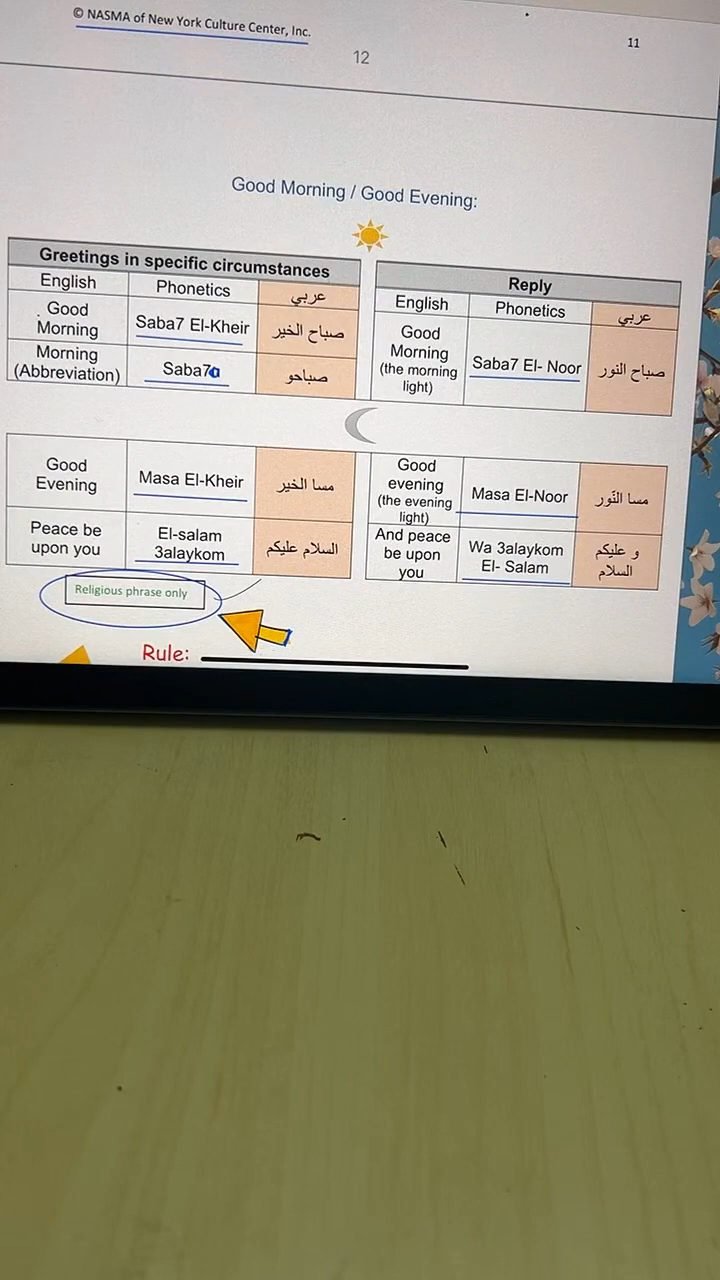 © NASMA of New York Culture Center, Inc.
11
12
Good Morning / Good Evening:
Greetings in specific circumstances
English
Phonetics
عربي
Good
Morning
Saba7 El-Kheir
صباح الخير
Morning
(Abbreviation)
Saba7o
صباحو
Reply
English
Phonetics
عربي
Good
Morning
(the morning
light)
Saba7 El- Noor
صباح النور
Good
Evening
Masa El-Kheir
مسا الخير
Peace be
upon you
El-salam
3alaykom
السلام عليكم
Good
evening
(the evening
light)
Masa El-Noor
مسا النّور
And peace
be upon
you
Wa 3alaykom
El- Salam
و عليكم
السلام
Religious phrase only
Rule: